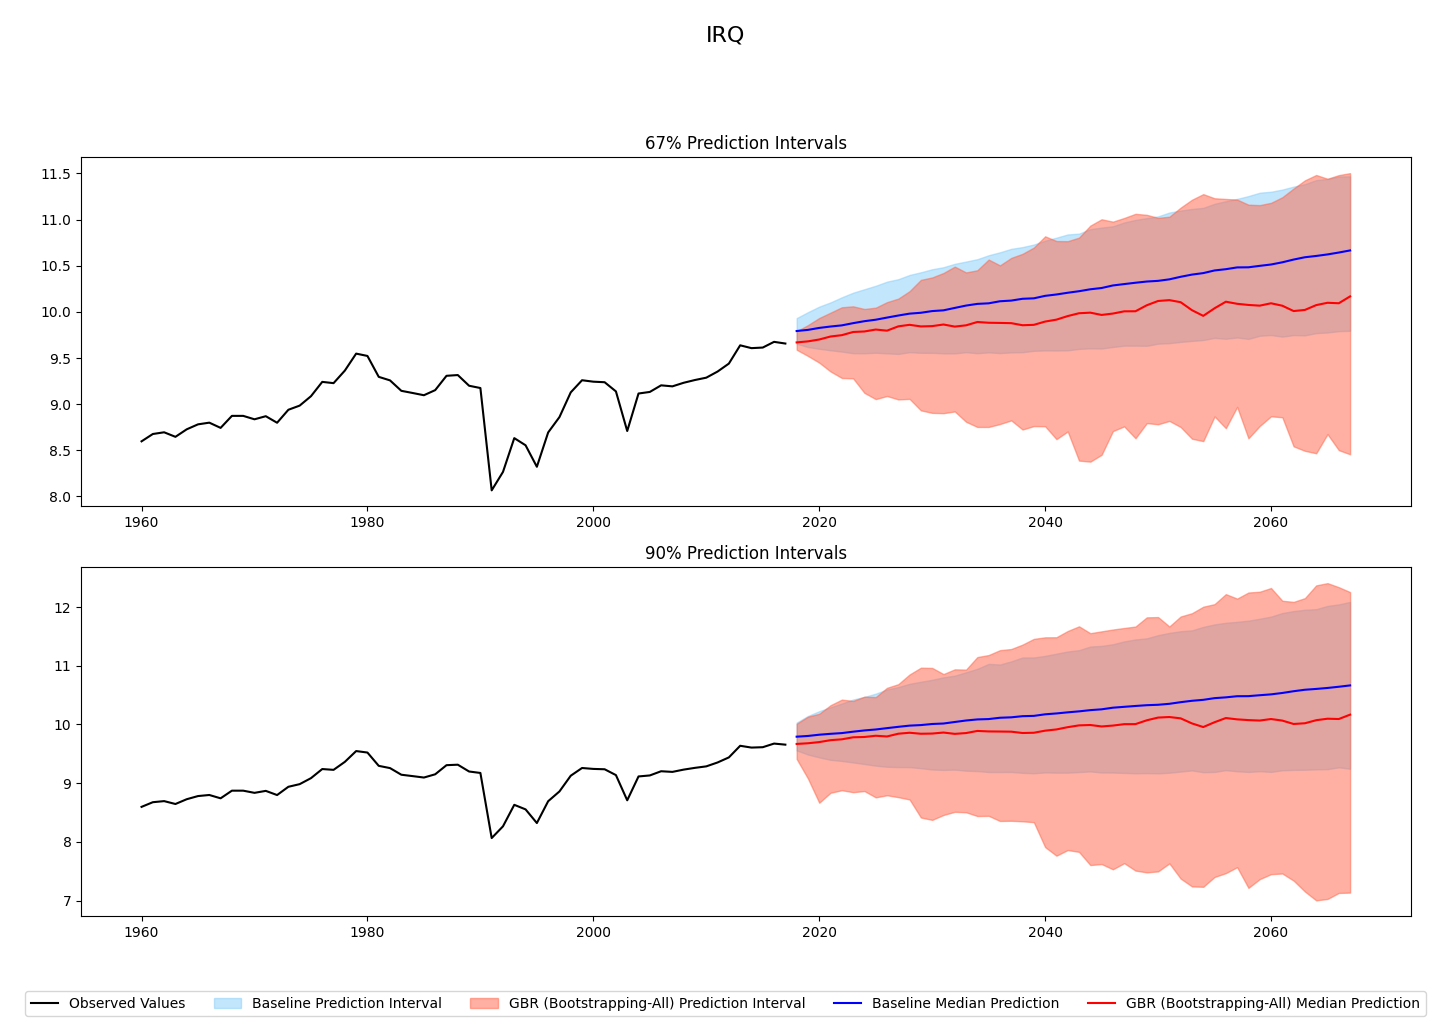 IRQ
67% Prediction Intervals
11.5
11.0
10.5
10.0
9.5
9.0
8.5
8.0
1960 1980 2000 2020 2040 2060
90% Prediction Intervals
12
11
10
9
8
7
1960 1980 2000 2020 2040 2060
Observed Values Baseline Prediction Interval GBR (Bootstrapping-All) Prediction Interval Baseline Median Prediction GBR (Bootstrapping-All) Median Prediction